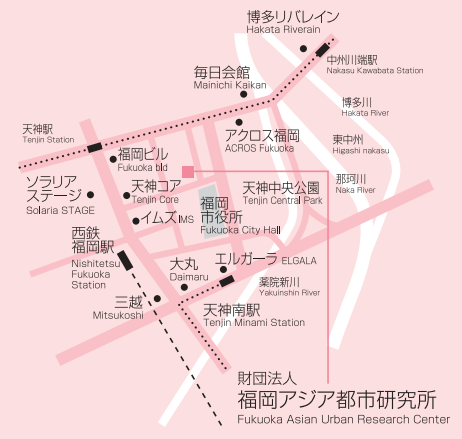 博多リバレイン
Hakata Riverain
中州川端駅
Nakasu Kawabata Station
毎日会館
Mainichi Kaikan
博多川
Hakata River
天神駅
Tenjin Station
アクロス福岡
ACROS Fukuoka
東中州
Higashi nakasu
福岡ビル
Fukuoka bld
ソラリア
ステージ
Solaria STAGE
天神コア
Tenjin Core
天神中央公園
Tenjin Central Park
那珂川
Naka River
イムズ IMS
福岡
市役所
Fukuoka City Hall
西鉄
福岡駅
Nishitetsu
Fukuoka
Station
大丸
Daimaru
エルガーラ ELGALA
薬院新川
Yakuinshin River
三越
Mitsukoshi
天神南駅
Tenjin Minami Station
財団法人
福岡アジア都市研究所
Fukuoka Asian Urban Research Center